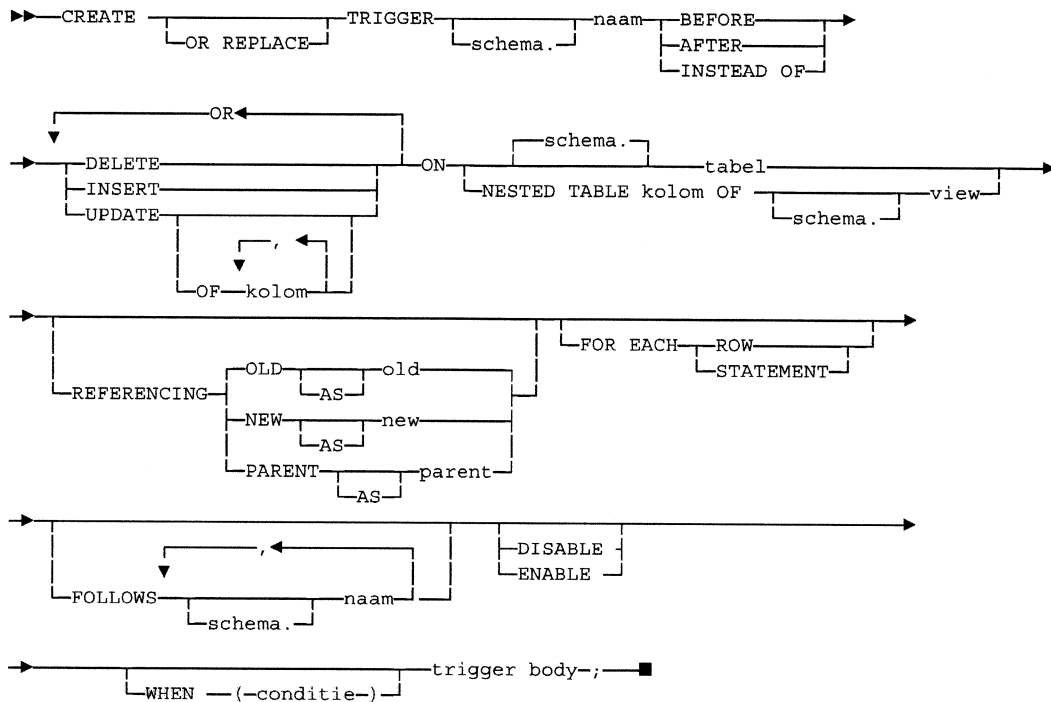 CREATE TRIGGER naam BEFORE
OR REPLACE schema. AFTER
INSTEAD OF
OR schema.
DELETE ON tabel
INSERT NESTED TABLE kolom OF view
UPDATE schema.
,
OF kolom
FOR EACH ROW
OLD old STATEMENT
REFERENCING AS
NEW new
AS
PARENT parent
AS
, DISABLE
ENABLE
FOLLOWS naam
schema.
trigger body ;
WHEN ( conditie )